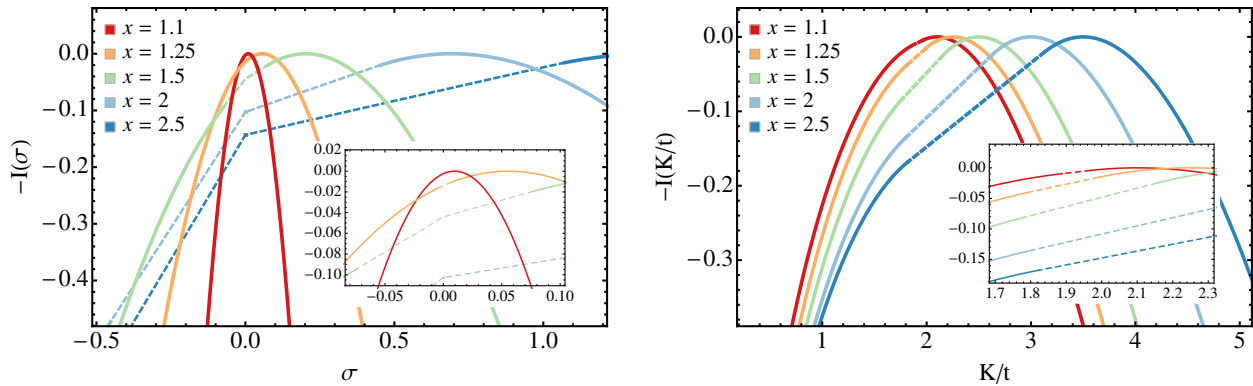 x = 1.1
x = 1.25
x = 1.5
x = 2
x = 2.5
0.0
−0.1
−0.2
−0.3
−0.4
−I(σ)
−0.5
0.0
0.5
1.0
σ
0.02
0.00
−0.02
−0.04
−0.06
−0.08
−0.10
−0.05
0.00
0.05
0.10
x = 1.1
x = 1.25
x = 1.5
x = 2
x = 2.5
0.0
−0.1
−0.2
−0.3
−I(K/t)
1
2
3
4
5
K/t
0.00
−0.05
−0.10
−0.15
1.7
1.8
1.9
2.0
2.1
2.2
2.3